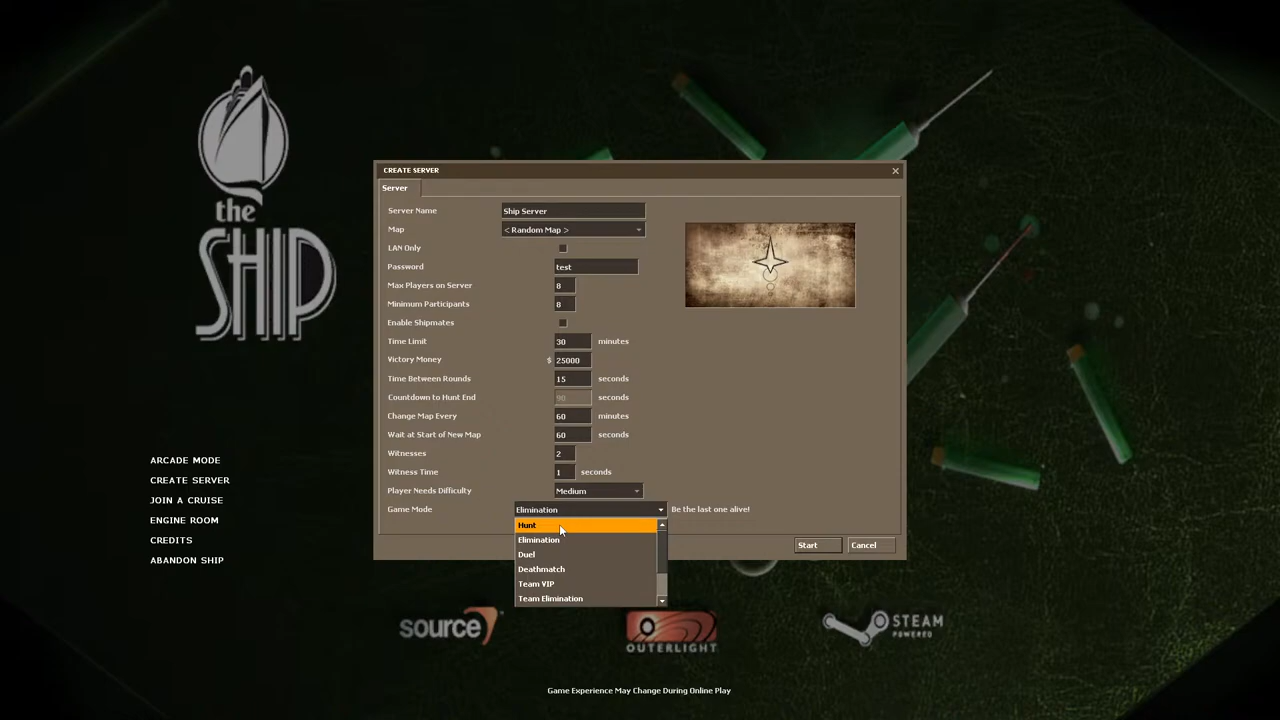 the
SHIP
ARCADE MODE
CREATE SERVER
JOIN A CRUISE
ENGINE ROOM
CREDITS
ABANDON SHIP
CREATE SERVER
Server
Server Name Ship Server
Map < Random Map >
LAN Only
Password test
Max Players on Server 8
Minimum Participants 8
Enable Shipmates
Time Limit 30 minutes
Victory Money $ 25000
Time Between Rounds 15 seconds
Countdown to Hunt End 90 seconds
Change Map Every 60 minutes
Wait at Start of New Map 60 seconds
Witnesses 2
Witness Time 1 seconds
Player Needs Difficulty Medium
Game Mode Elimination Be the last one alive!
Hunt
Elimination
Duel
Deathmatch
Team VIP
Team Elimination
Start Cancel
source
OUTERLIGHT
STEAM
POWERED
Game Experience May Change During Online Play